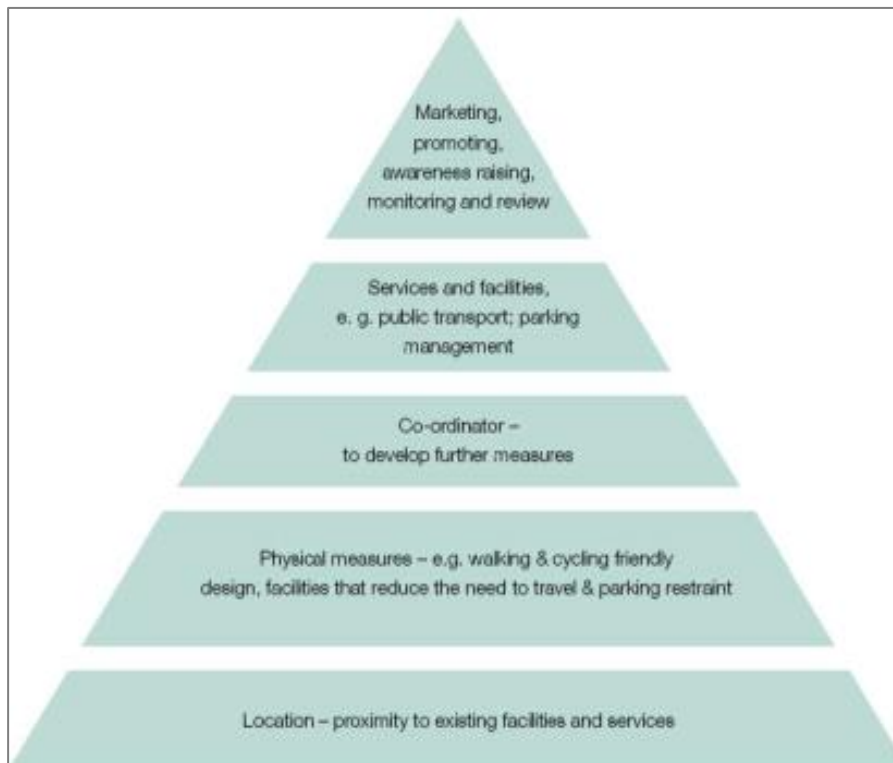 Marketing,
promoting,
awareness raising,
monitoring and review
Services and facilities,
e. g. public transport; parking
management
Co-ordinator –
to develop further measures
Physical measures – e.g. walking & cycling friendly
design, facilities that reduce the need to travel & parking restraint
Location – proximity to existing facilities and services